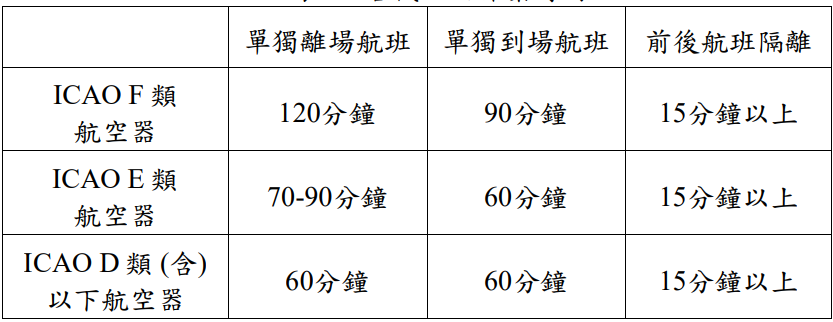 單獨離場航班 單獨到場航班 前後航班隔離
ICAO F 類
航空器
120分鐘 90分鐘 15分鐘以上
ICAO E 類
航空器
70-90分鐘 60分鐘 15分鐘以上
ICAO D 類 (含)
以下航空器
60分鐘 60分鐘 15分鐘以上